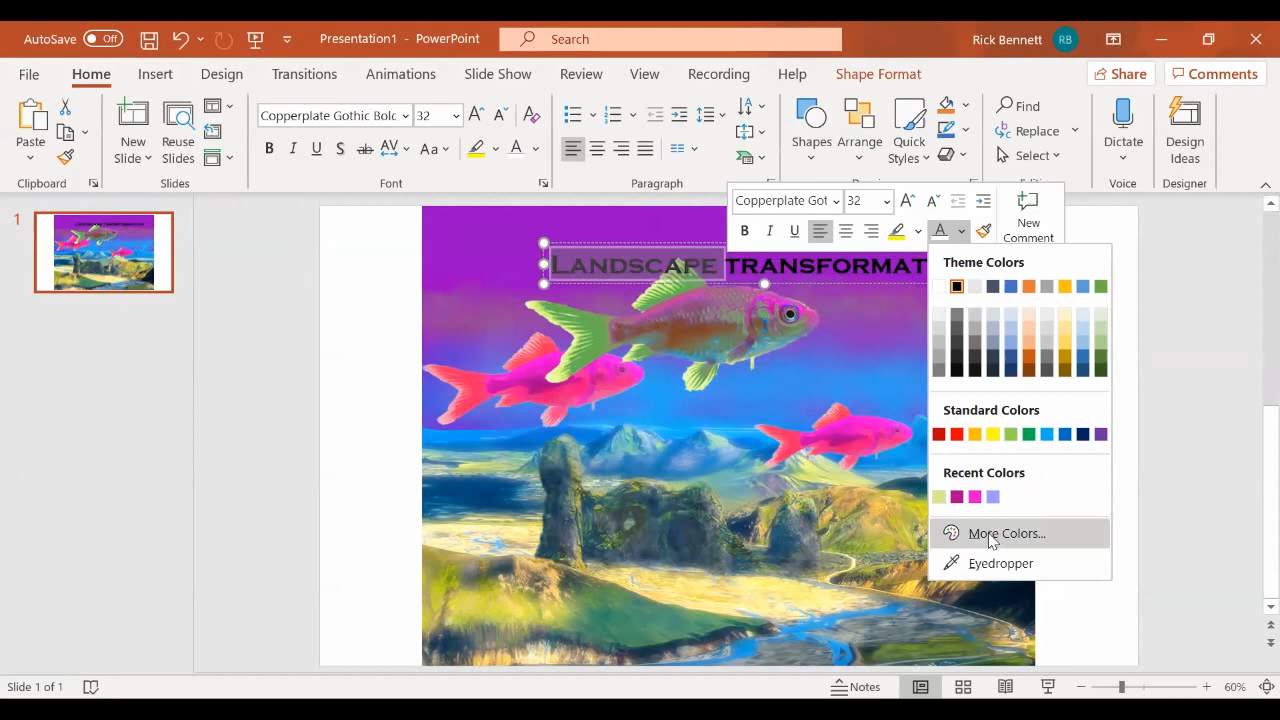 AutoSave Off
Presentation1 - PowerPoint
Search
Rick Bennett RB
File Home Insert Design Transitions Animations Slide Show Review View Recording Help Shape Format
Share Comments
Copperplate Gothic Bolc 32
Find
Replace
Select
Paste
New Slide
Reuse Slides
Shapes
Arrange
Quick Styles
Dictate
Design Ideas
Clipboard Slides Font Paragraph Voice Designer
Copperplate Got 32
New Comment
1
Landscape transformat
Theme Colors
Standard Colors
Recent Colors
More Colors...
Eyedropper
Slide 1 of 1
Notes
60%